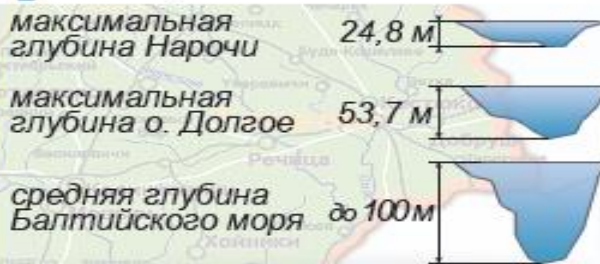 максимальная
глубина Нарочи
24,8 м
максимальная
глубина о. Долгое
53,7 м
средняя глубина
Балтийского моря
до 100 м
Речица
Хойники